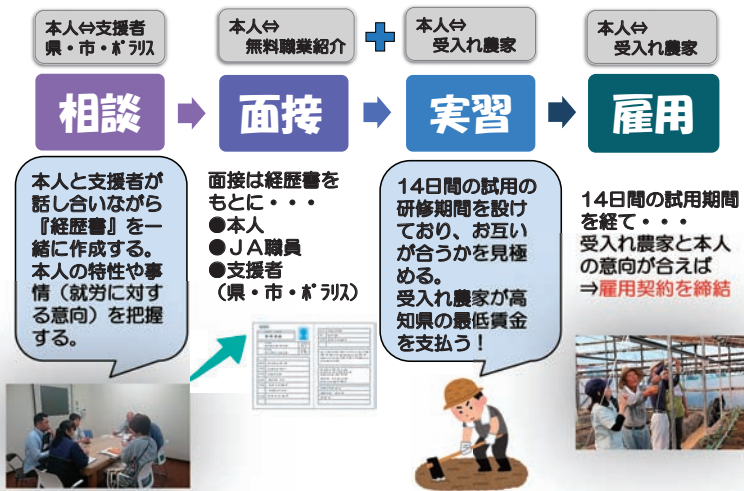 本人⇔支援者
県・市・ポラリス
本人⇔
無料職業紹介
本人⇔
受入れ農家
本人⇔
受入れ農家
相談
面接
実習
雇用
本人と支援者が
話し合いながら
『経歴書』を一
緒に作成する。
本人の特性や事
情（就労に対す
る意向）を把握
する。
面接は経歴書を
もとに・・・
●本人
●ＪＡ職員
●支援者
（県・市・ポラリス）
14日間の試用の
研修期間を設け
ており、お互い
が合うかを見極
める。
受入れ農家が高
知県の最低賃金
を支払う！
14日間の試用期間
を経て・・・
受入れ農家と本人
の意向が合えば
⇒雇用契約を締結